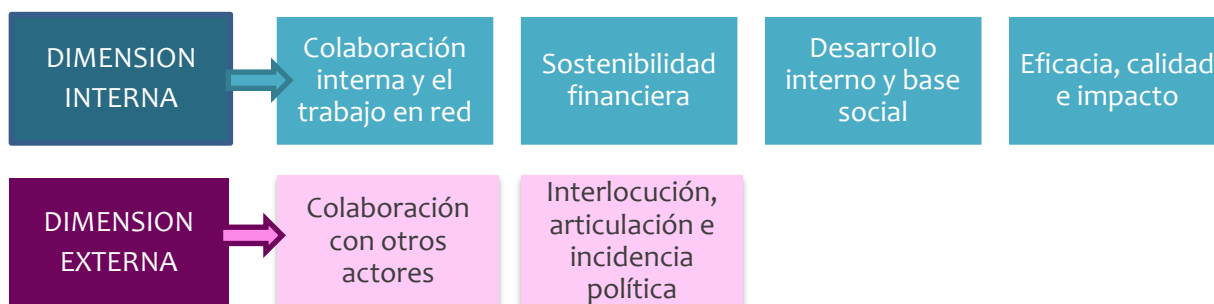 DIMENSION
INTERNA
Colaboración
interna y el
trabajo en red
Sostenibilidad
financiera
Desarrollo
interno y base
social
Eficacia, calidad
e impacto
DIMENSION
EXTERNA
Colaboración
con otros
actores
Interlocución,
articulación e
incidencia
política